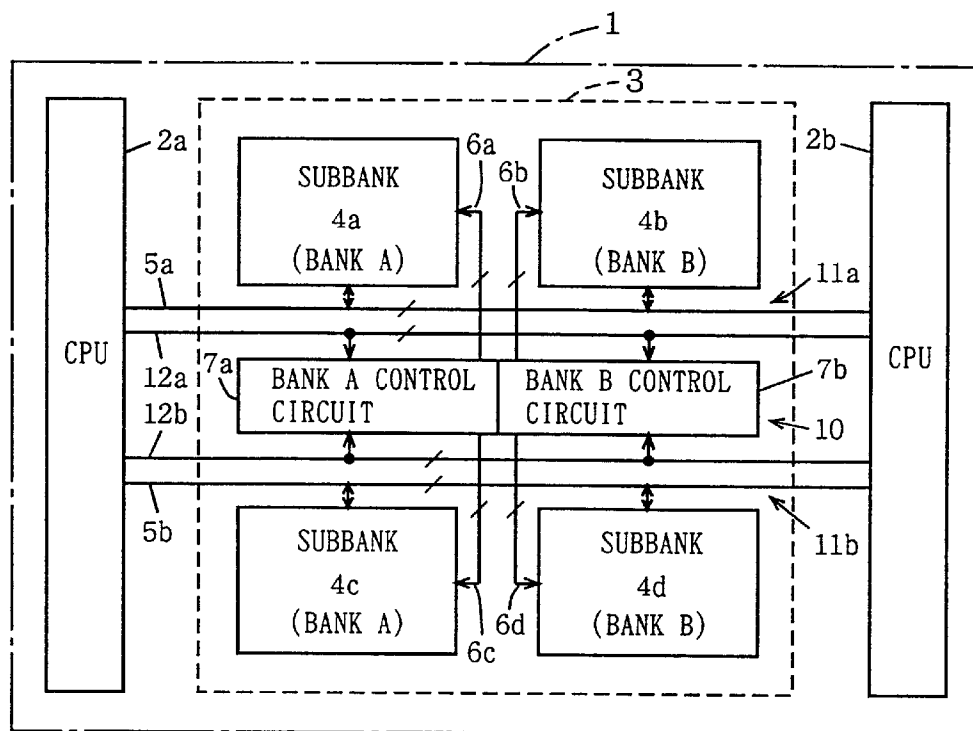 1
3
2a
2b
6a
6b
SUBBANK
4a
(BANK A)
SUBBANK
4b
(BANK B)
5a
11a
CPU
CPU
12a
7a
BANK A CONTROL
CIRCUIT
BANK B CONTROL
CIRCUIT
7b
12b
10
5b
11b
SUBBANK
4c
(BANK A)
SUBBANK
4d
(BANK B)
6c
6d